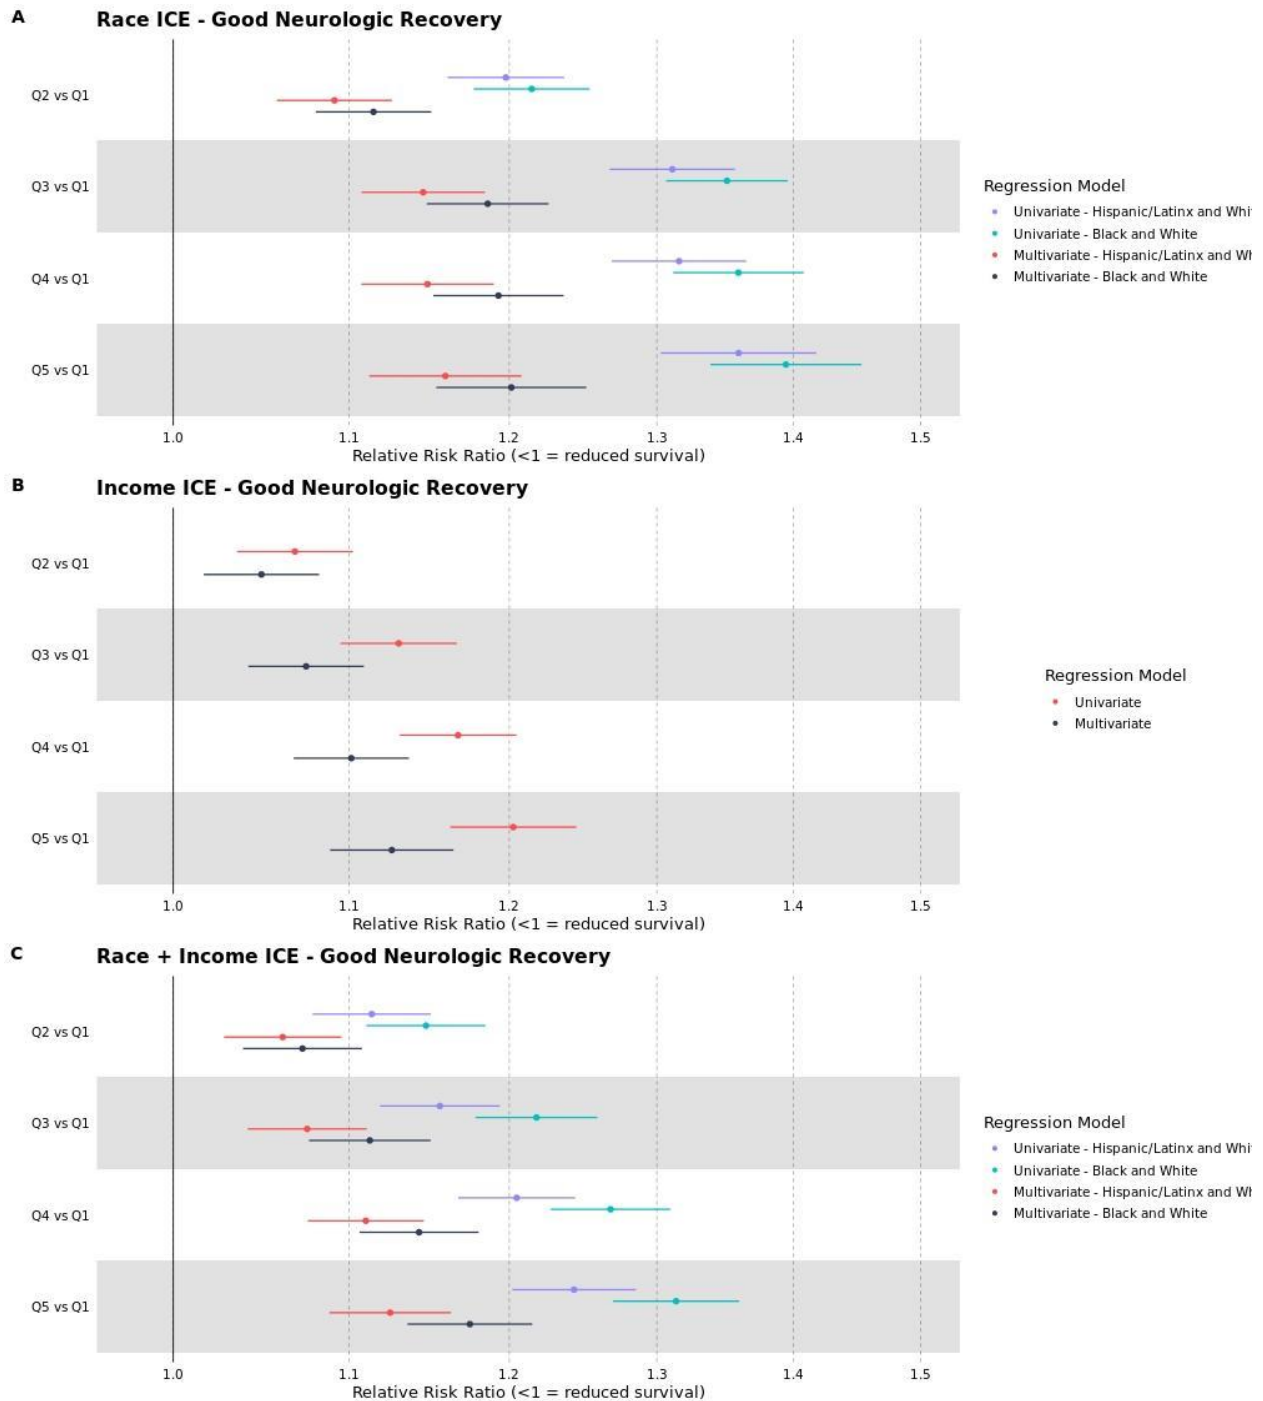 A Race ICE - Good Neurologic Recovery
Q2 vs Q1
Q3 vs Q1
Q4 vs Q1
Q5 vs Q1
1.0 1.1 1.2 1.3 1.4 1.5
Relative Risk Ratio (<1 = reduced survival)
Regression Model
Univariate - Hispanic/Latinx and Whi
Univariate - Black and White
Multivariate - Hispanic/Latinx and Wh
Multivariate - Black and White
B Income ICE - Good Neurologic Recovery
Q2 vs Q1
Q3 vs Q1
Q4 vs Q1
Q5 vs Q1
1.0 1.1 1.2 1.3 1.4 1.5
Relative Risk Ratio (<1 = reduced survival)
Regression Model
Univariate
Multivariate
C Race + Income ICE - Good Neurologic Recovery
Q2 vs Q1
Q3 vs Q1
Q4 vs Q1
Q5 vs Q1
1.0 1.1 1.2 1.3 1.4 1.5
Relative Risk Ratio (<1 = reduced survival)
Regression Model
Univariate - Hispanic/Latinx and Whi
Univariate - Black and White
Multivariate - Hispanic/Latinx and Wh
Multivariate - Black and White